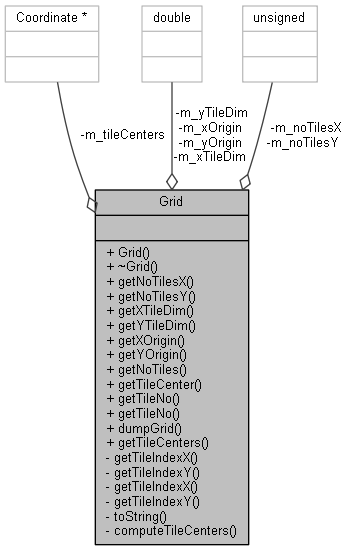 Coordinate *
double
unsigned
-m_tileCenters
-m_yTileDim
-m_xOrigin
-m_yOrigin
-m_xTileDim
-m_noTilesX
-m_noTilesY
Grid
+ Grid()
+ ~Grid()
+ getNoTilesX()
+ getNoTilesY()
+ getXTileDim()
+ getYTileDim()
+ getXOrigin()
+ getYOrigin()
+ getNoTiles()
+ getTileCenter()
+ getTileNo()
+ getTileNo()
+ dumpGrid()
+ getTileCenters()
- getTileIndexX()
- getTileIndexY()
- getTileIndexX()
- getTileIndexY()
- toString()
- computeTileCenters()